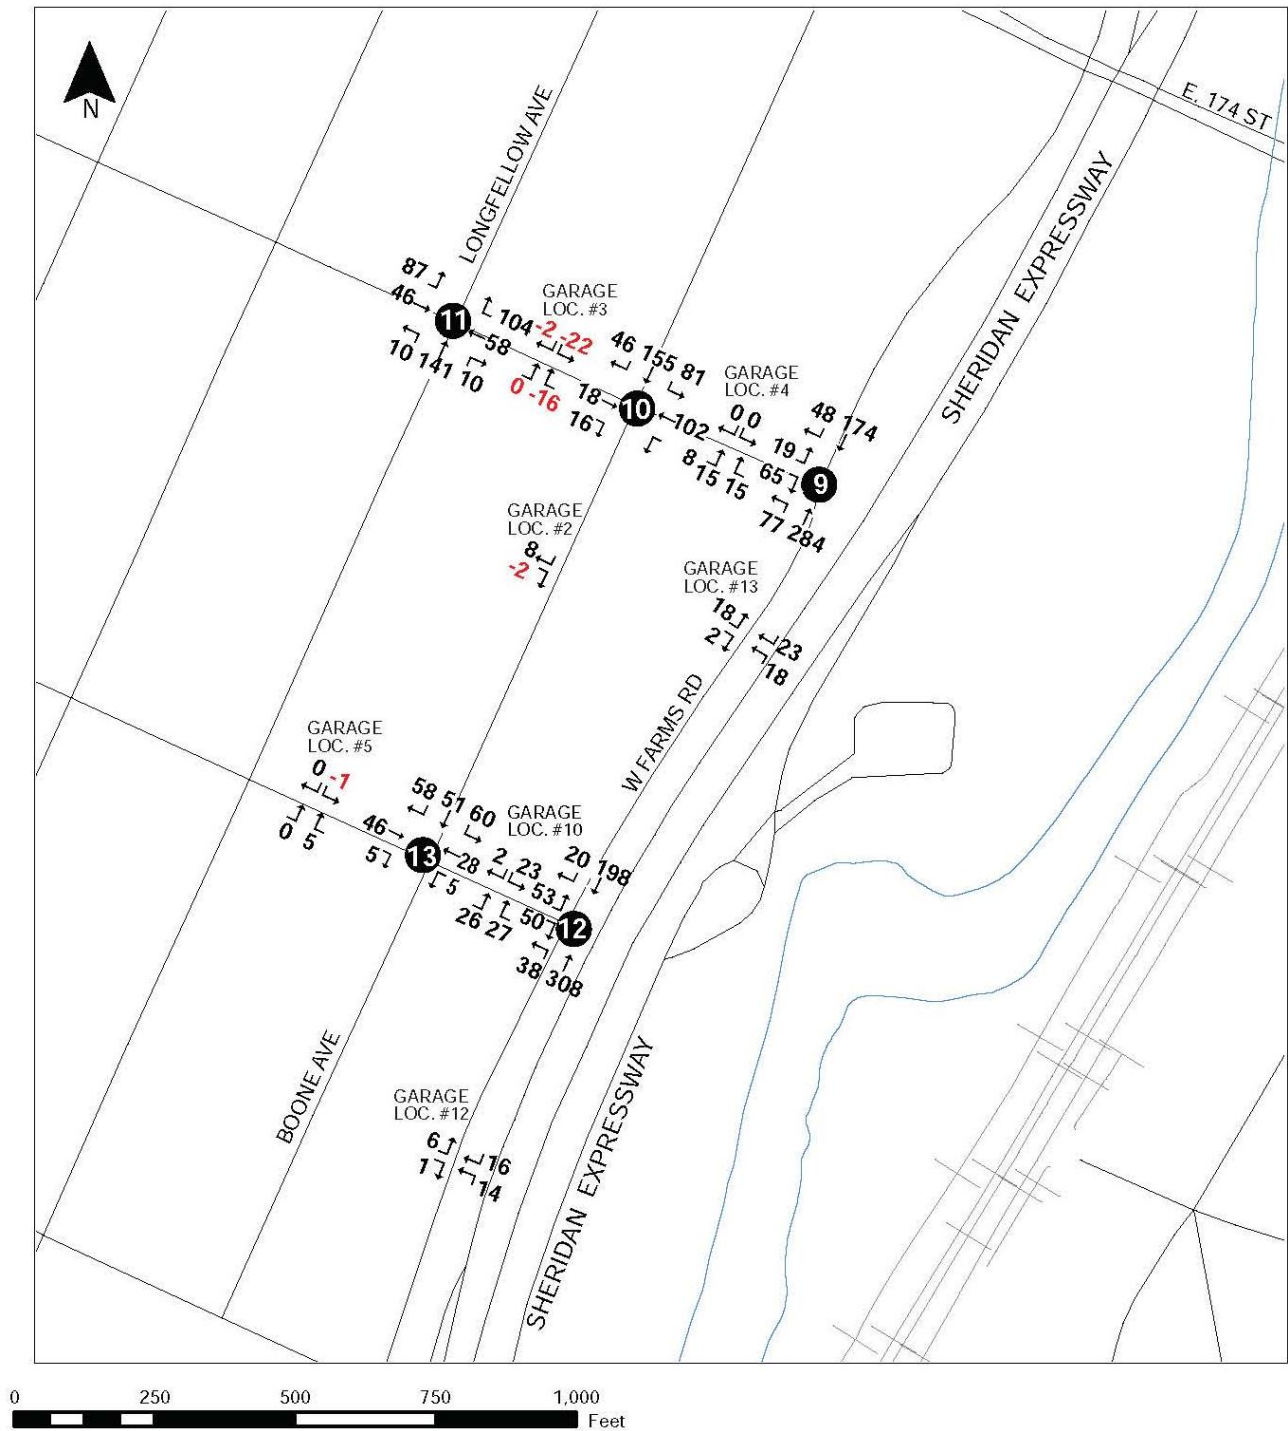 N
E. 174 ST
LONGFELLOW AVE
SHERIDAN EXPRESSWAY
87
46
11
104
58
10 141 10
GARAGE
LOC. #3
-2 -22
0 -16
46 155 81
18
16
10
102
8
GARAGE
LOC. #4
0 0
15 15
48 174
19
65
9
77 284
GARAGE
LOC. #2
8
-2
GARAGE
LOC. #13
18
2
23
18
W FARMS RD
GARAGE
LOC. #5
0 -1
0 5
58 51 60
46
5
13
28
5
GARAGE
LOC. #10
2 23
26 27
20 198
53
50
12
38 308
BOONE AVE
GARAGE
LOC. #12
6
1
16
14
SHERIDAN EXPRESSWAY
0 250 500 750 1,000
Feet